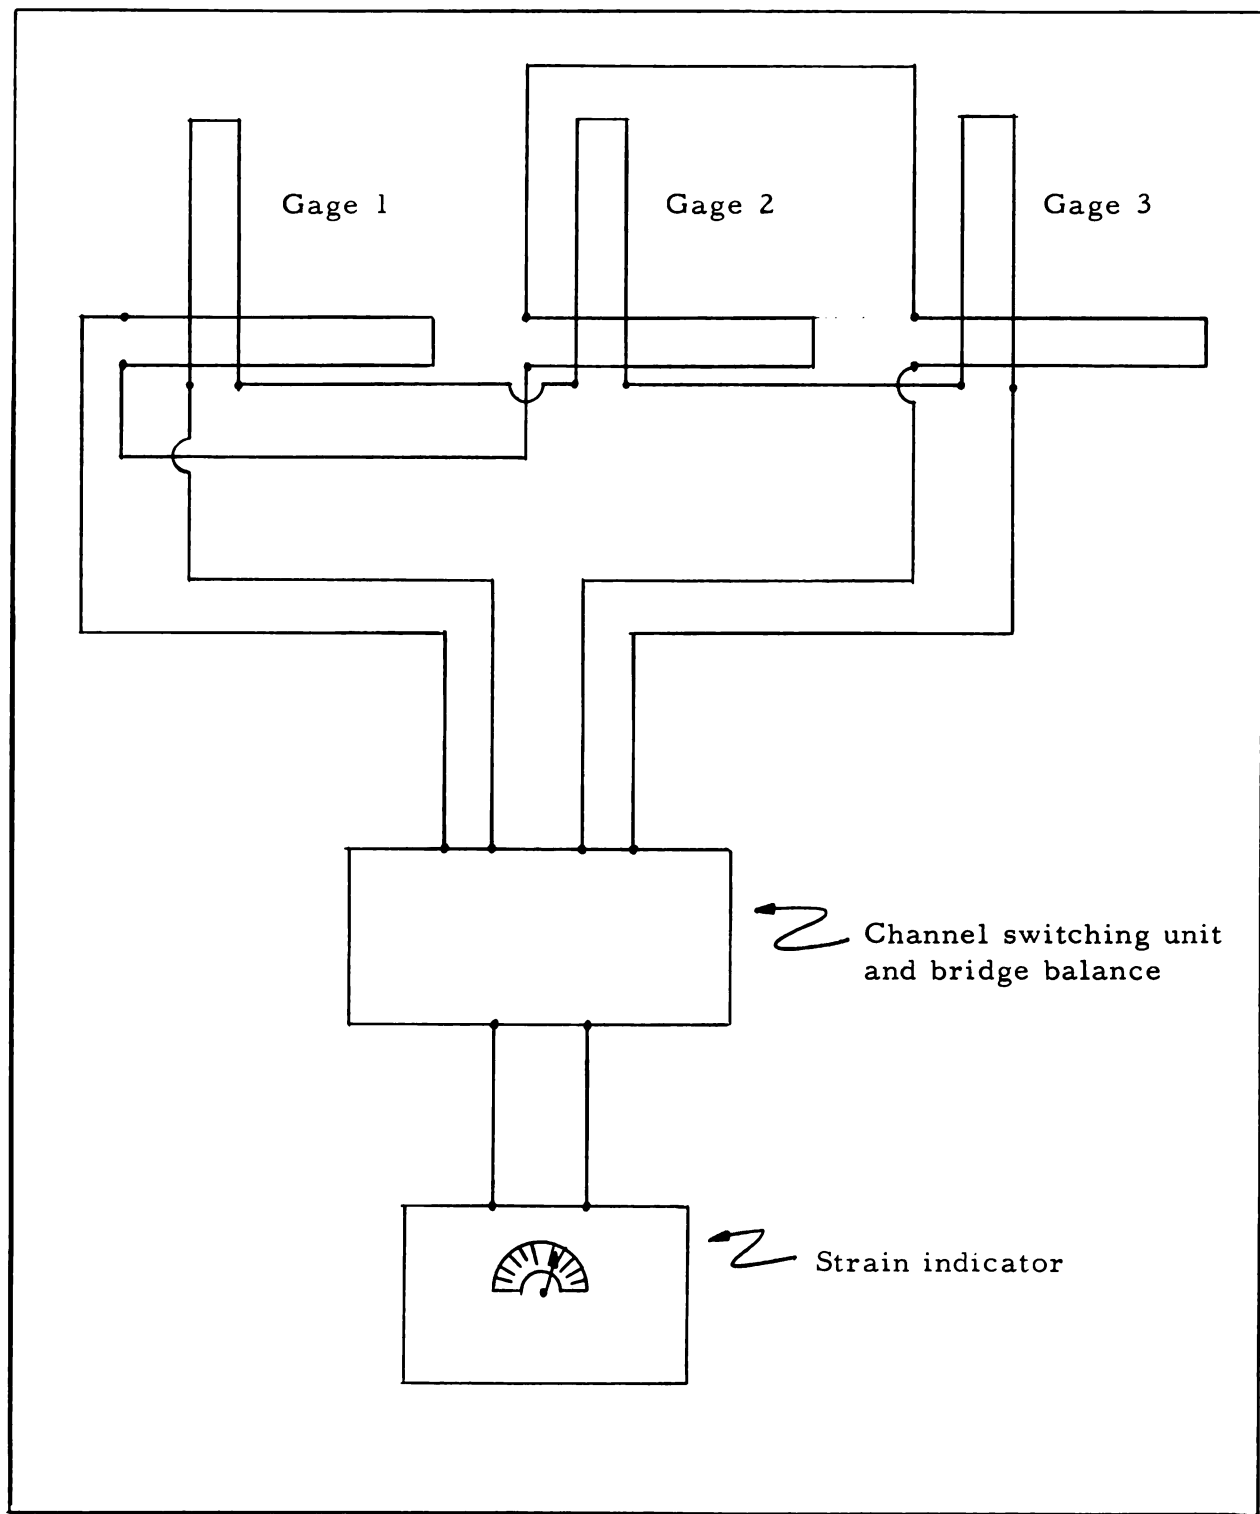 Gage 1
Gage 2
Gage 3
Channel switching unit
and bridge balance
Strain indicator